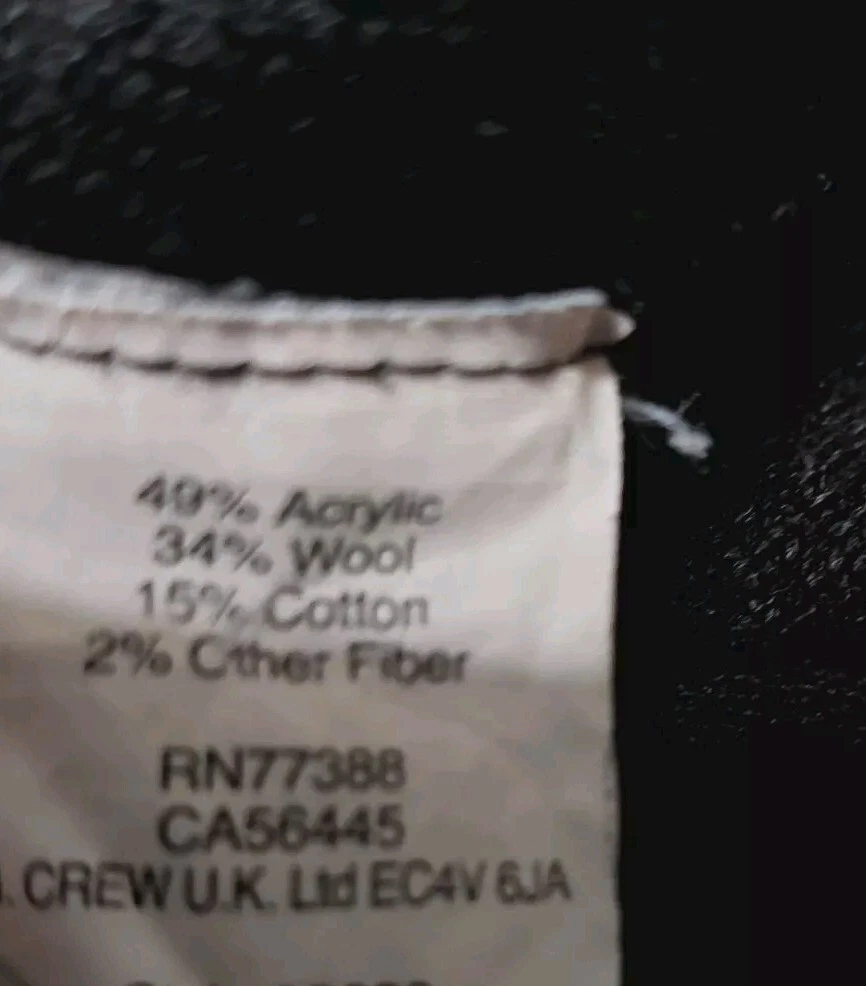 49% Acrylic
34% Wool
15% Cotton
2% Other Fiber
RN77388
CA56445
. CREW U.K. Ltd EC4V 6JA